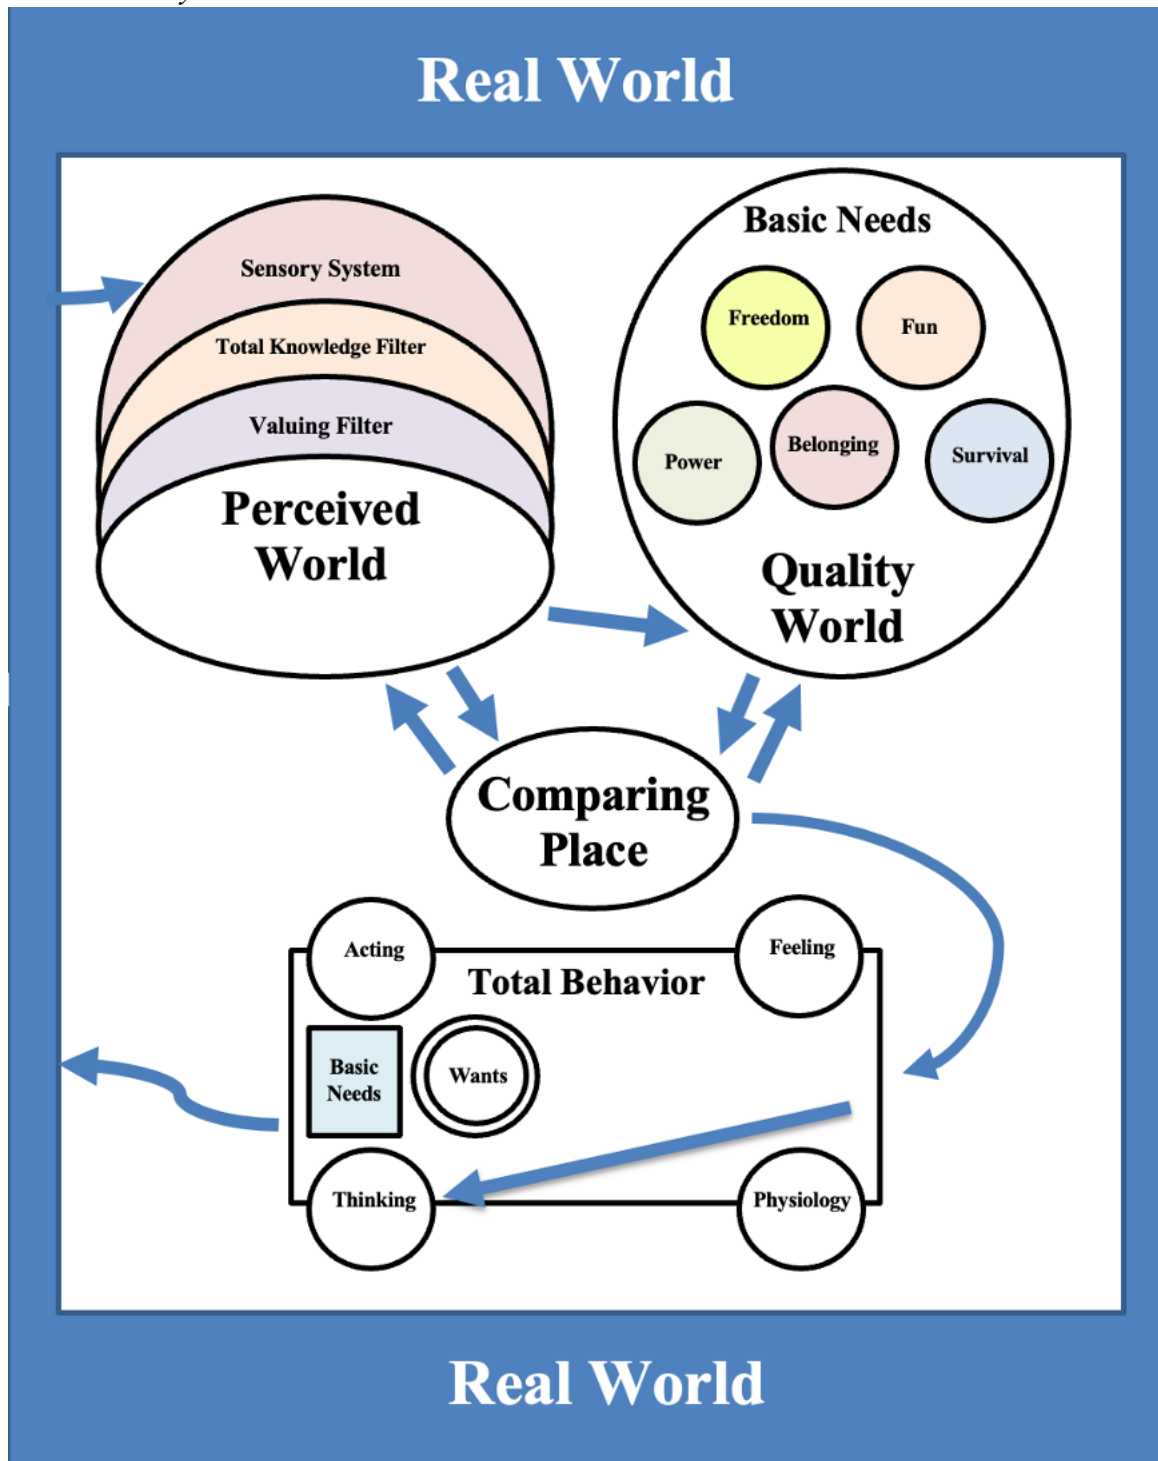 Real World
Sensory System
Total Knowledge Filter
Valuing Filter
Perceived
World
Basic Needs
Freedom
Fun
Power
Belonging
Survival
Quality
World
Comparing
Place
Acting
Feeling
Total Behavior
Basic
Needs
Wants
Thinking
Physiology
Real World